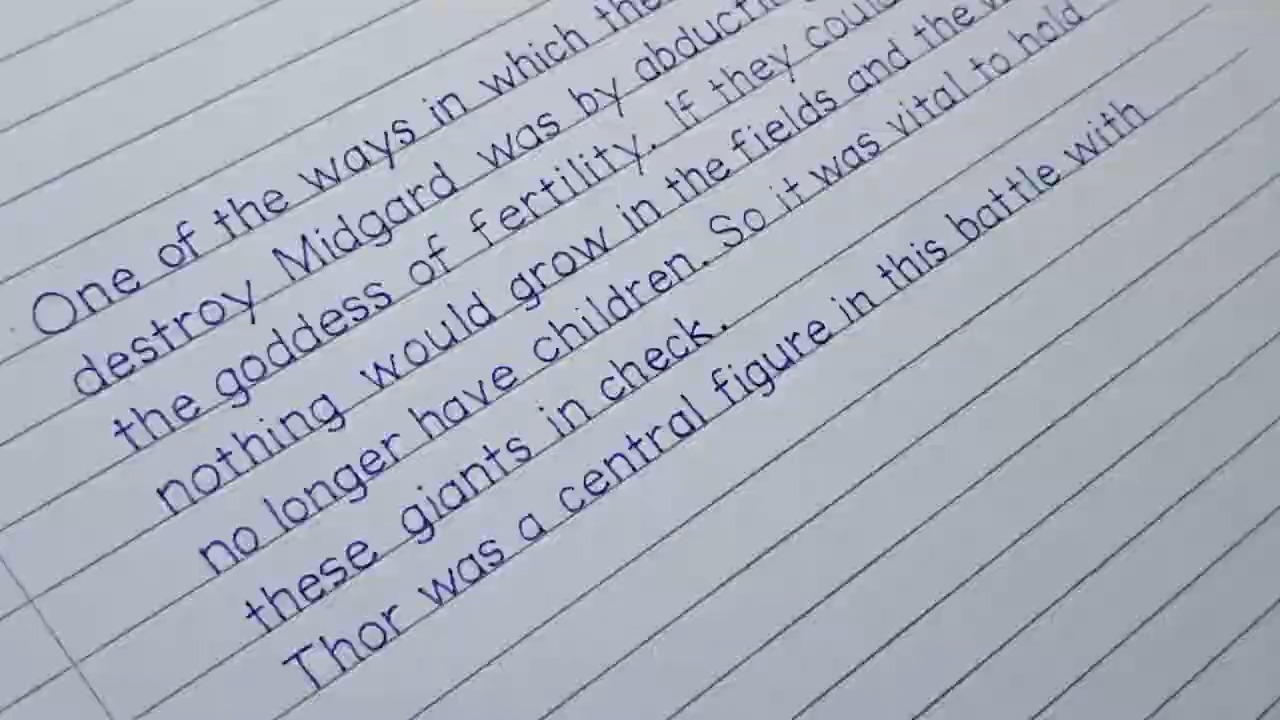 One of the ways in which the
destroy Midgard was by
the goddess of fertility. If they
nothing would grow in the fields and the
no longer have children. So it was vital to hold
these giants in check.
Thor was a central figure in this battle with